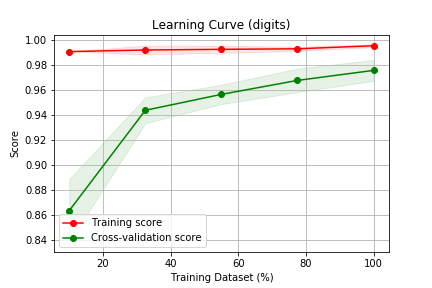 Learning Curve (digits)
Score
1.00
0.98
0.96
0.94
0.92
0.90
0.88
0.86
0.84
Training score
Cross-validation score
20 40 60 80 100
Training Dataset (%)